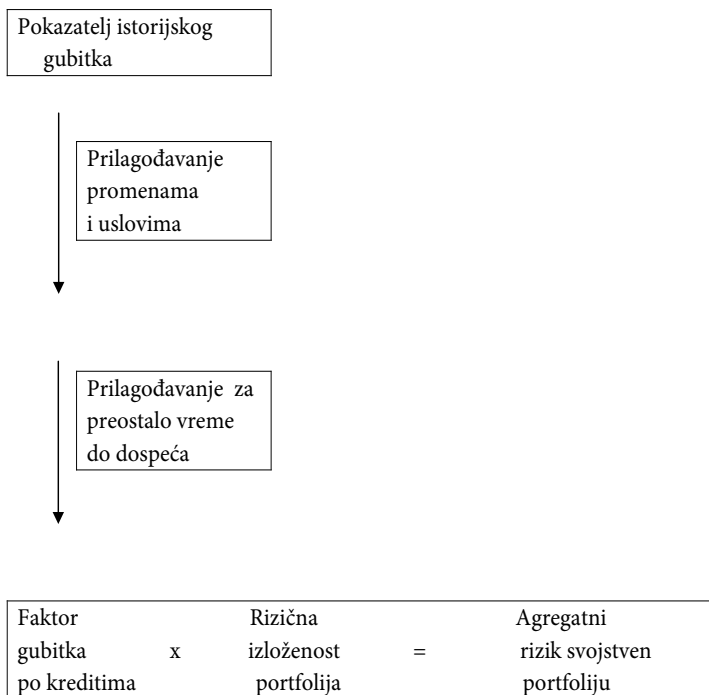 Pokazatelj istorijskog
gubitka
Prilagođavanje
promenama
i uslovima
Prilagođavanje za
preostalo vreme
do dospeća
Faktor Rizična Agregatni
gubitka x izloženost = rizik svojstven
po kreditima portfolija portfoliju